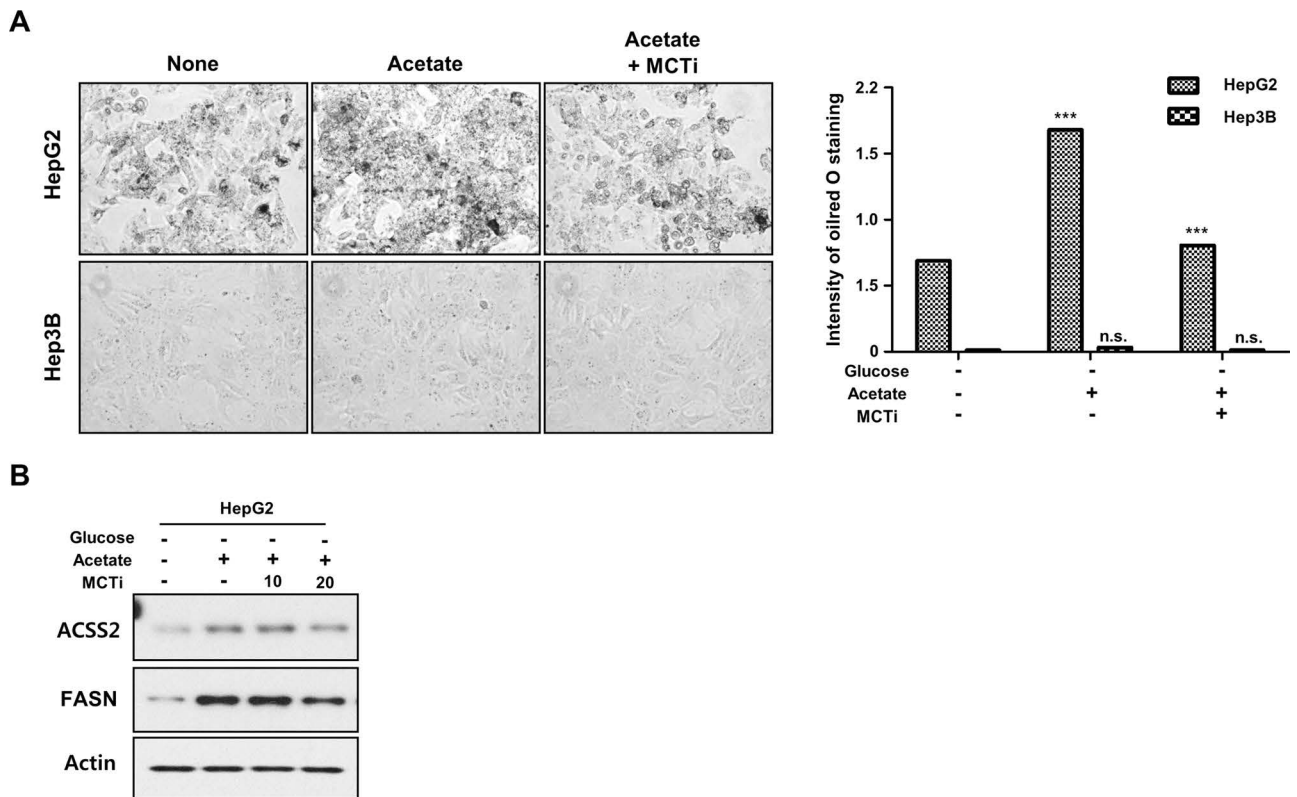 A
None
Acetate
Acetate
+ MCTi
HepG2
Hep3B
Intensity of oilred O staining
2.2
1.5
1.0
1.5
0
HepG2
Hep3B
***
***
n.s.
n.s.
Glucose - - -
Acetate - + +
MCTi - - +
B
HepG2
Glucose - - - -
Acetate - + + +
MCTi - - 10 20
ACSS2
FASN
Actin